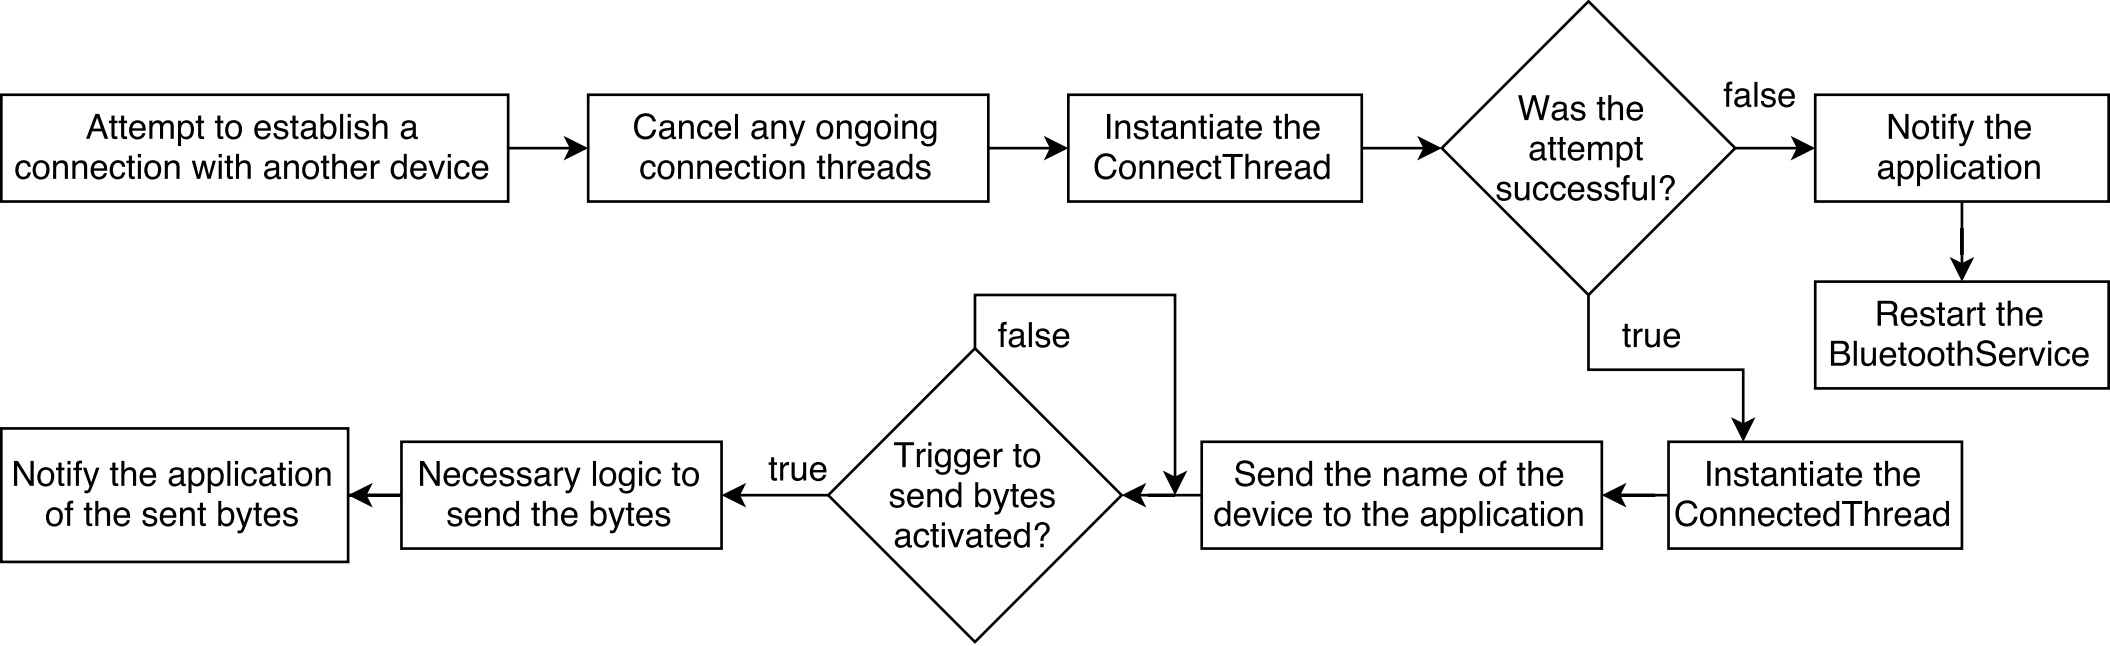 Attempt to establish a
connection with another device
Cancel any ongoing
connection threads
Instantiate the
ConnectThread
Was the
attempt
successful?
false
Notify the
application
Restart the
BluetoothService
true
Instantiate the
ConnectedThread
Send the name of the
device to the application
false
Trigger to
send bytes
activated?
true
Necessary logic to
send the bytes
Notify the application
of the sent bytes